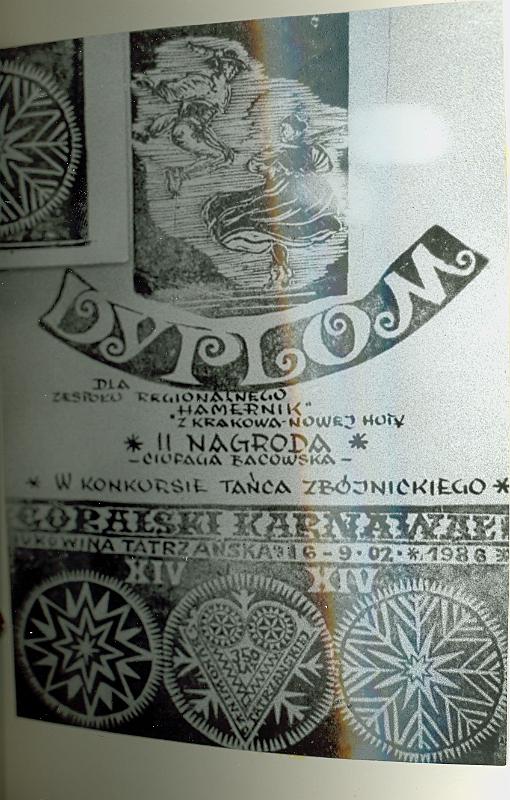 DYPLOM
DLA
ZESPOŁU REGIONALNEGO
"HAMERNIK"
Z KRAKOWA-NOWEJ HUTY
* II NAGRODA *
-CIUPAGA BACOWSKA-
* W KONKURSIE TAŃCA ZBÓJNICKIEGO *
GÓRALSKI KARNAWAŁ
BUKOWINA TATRZAŃSKA * 6-9.02.*.1986
XIV XIV